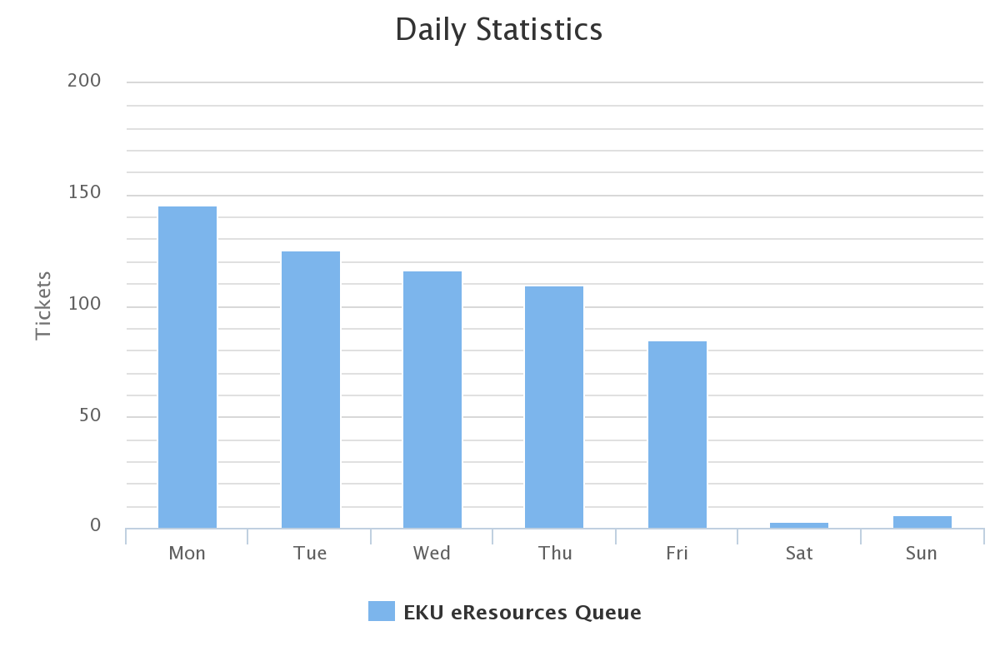 Daily Statistics
200
150
100
50
0
Tickets
Mon Tue Wed Thu Fri Sat Sun
EKU eResources Queue